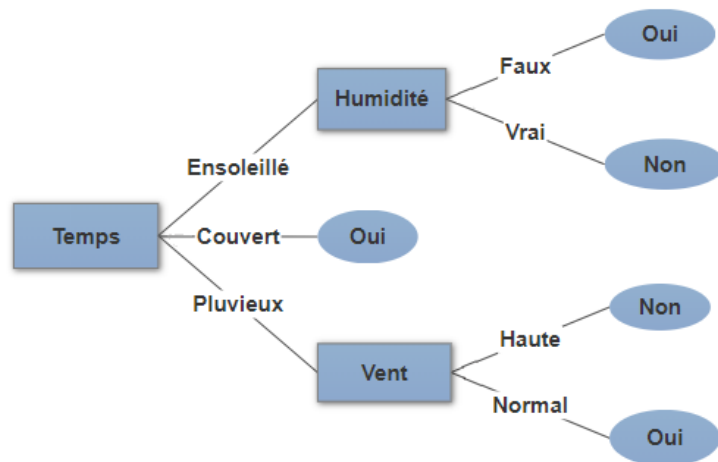 Oui
Faux
Humidité
Vrai
Non
Ensoleillé
Temps
Couvert
Oui
Pluvieux
Non
Haute
Vent
Normal
Oui